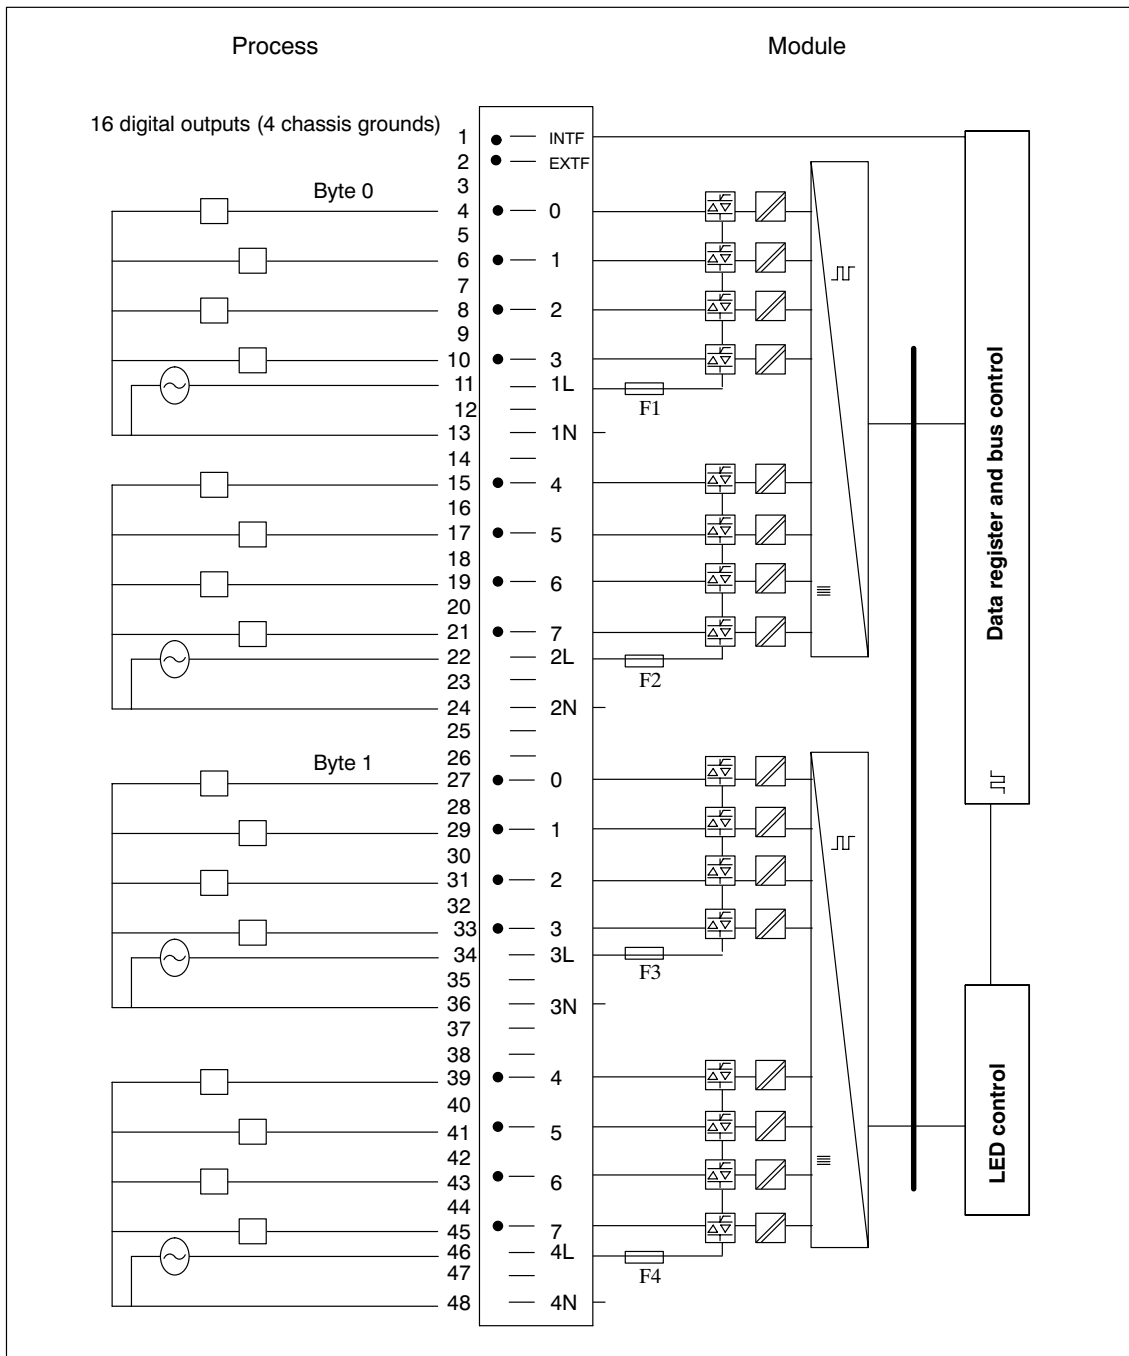 Process Module
16 digital outputs (4 chassis grounds)
1 INTF
2 EXTF
3
Byte 0
4 0
5
6 1
7
8 2
9
10 3
11 1L
F1
12
13 1N
14
15 4
16
17 5
18
19 6
20
21 7
22 2L
F2
23
24 2N
25
26
Byte 1
27 0
28
29 1
30
31 2
32
33 3
34 3L
F3
35
36 3N
37
38
39 4
40
41 5
42
43 6
44
45 7
46 4L
F4
47
48 4N
Data register and bus control
LED control